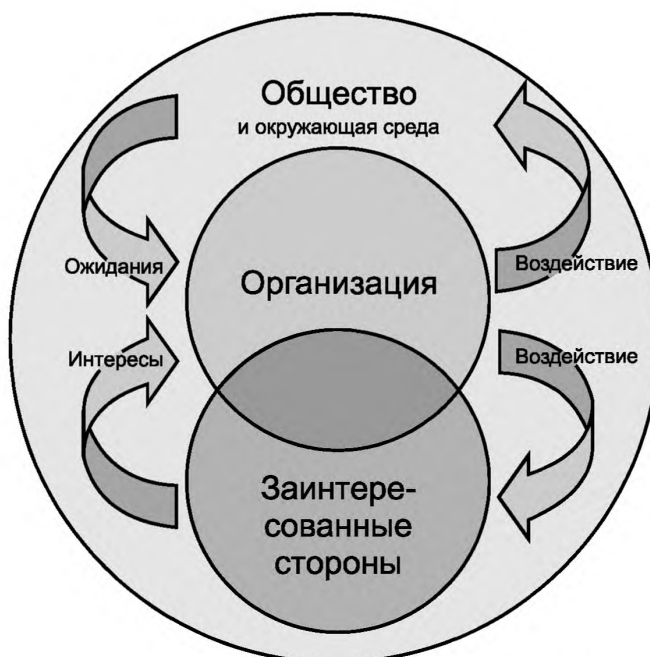 Общество
и окружающая среда
Ожидания
Воздействие
Организация
Интересы
Воздействие
Заинтере-
сованные
стороны